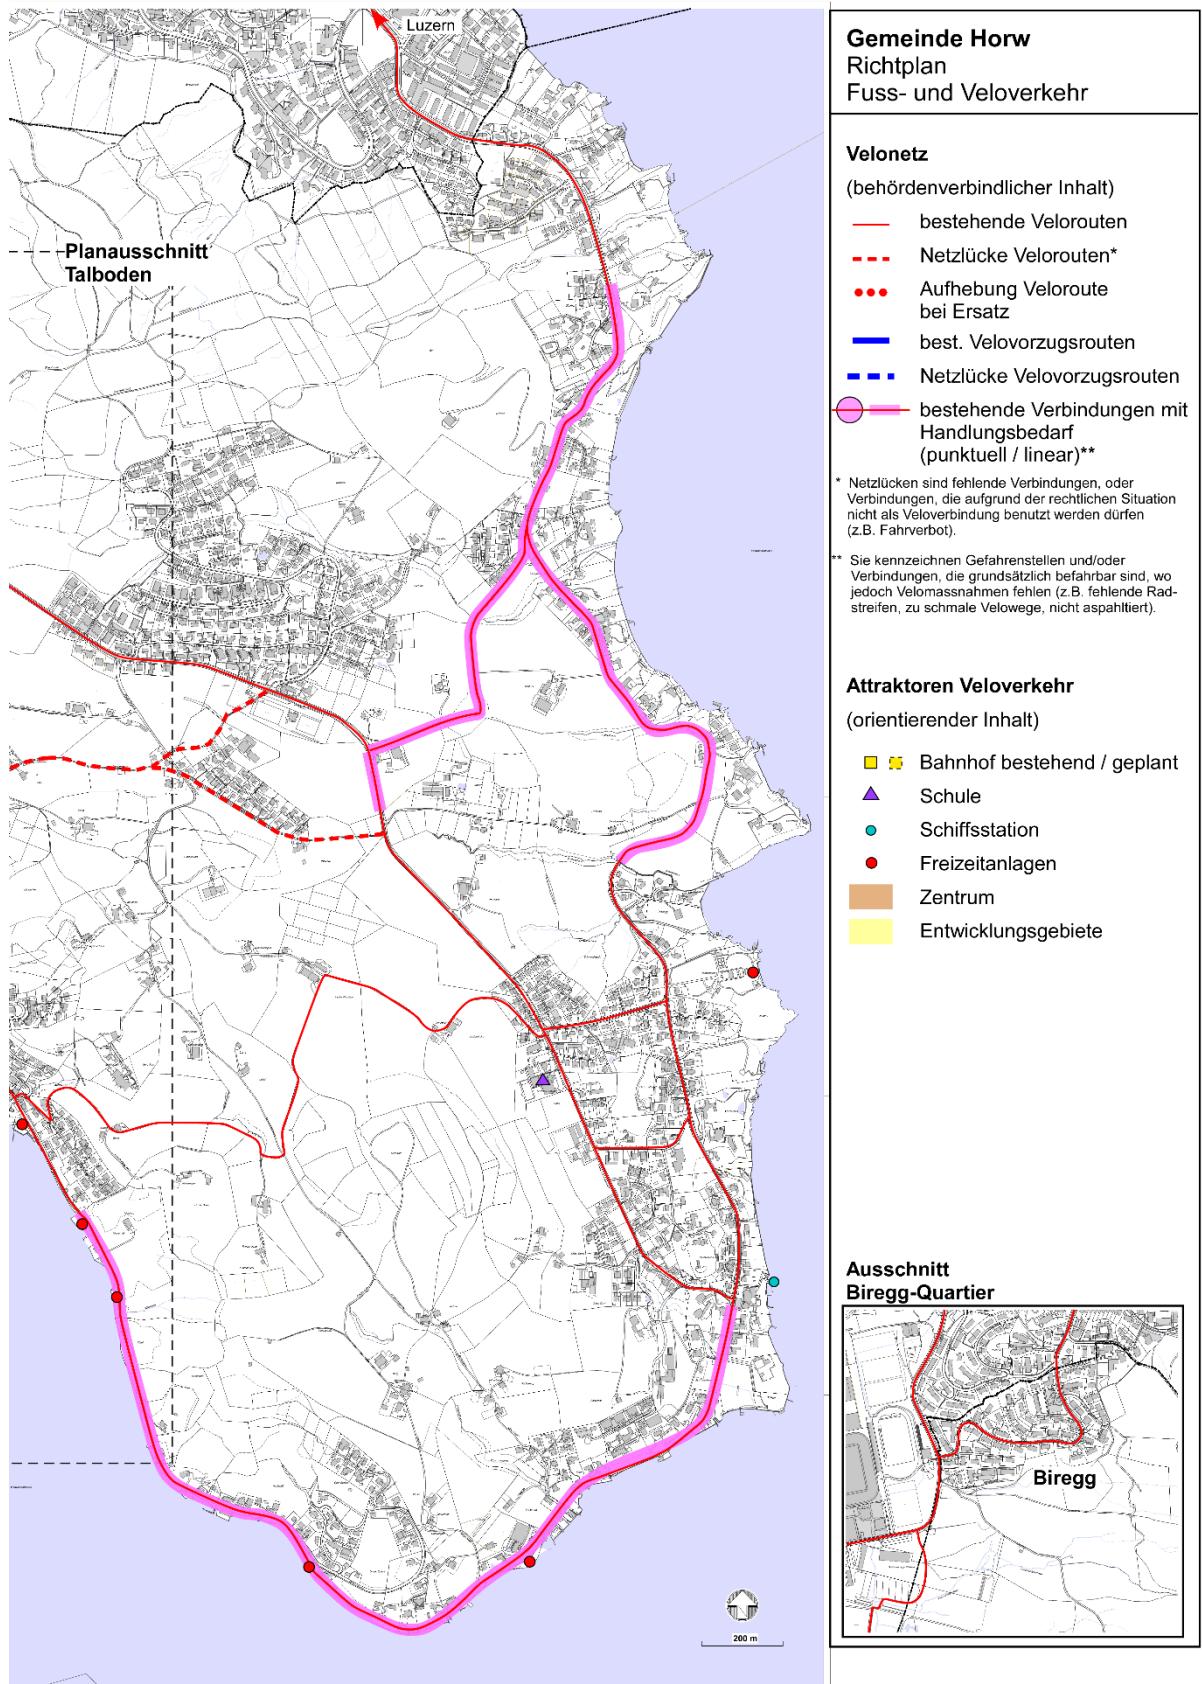 Luzern
Planausschnitt
Talboden
200 m
Gemeinde Horw
Richtplan
Fuss- und Veloverkehr
Velonetz
(behördenverbindlicher Inhalt)
bestehende Velorouten
Netzlücke Velorouten*
Aufhebung Veloroute
bei Ersatz
best. Velovorzugsrouten
Netzlücke Velovorzugsrouten
bestehende Verbindungen mit
Handlungsbedarf
(punktuell / linear)**
* Netzlücken sind fehlende Verbindungen, oder
Verbindungen, die aufgrund der rechtlichen Situation
nicht als Veloverbindung benutzt werden dürfen
(z.B. Fahrverbot).
** Sie kennzeichnen Gefahrenstellen und/oder
Verbindungen, die grundsätzlich befahrbar sind, wo
jedoch Velomassnahmen fehlen (z.B. fehlende Rad-
streifen, zu schmale Velowege, nicht aspahltiert).
Attraktoren Veloverkehr
(orientierender Inhalt)
Bahnhof bestehend / geplant
Schule
Schiffsstation
Freizeitanlagen
Zentrum
Entwicklungsgebiete
Ausschnitt
Biregg-Quartier
Biregg